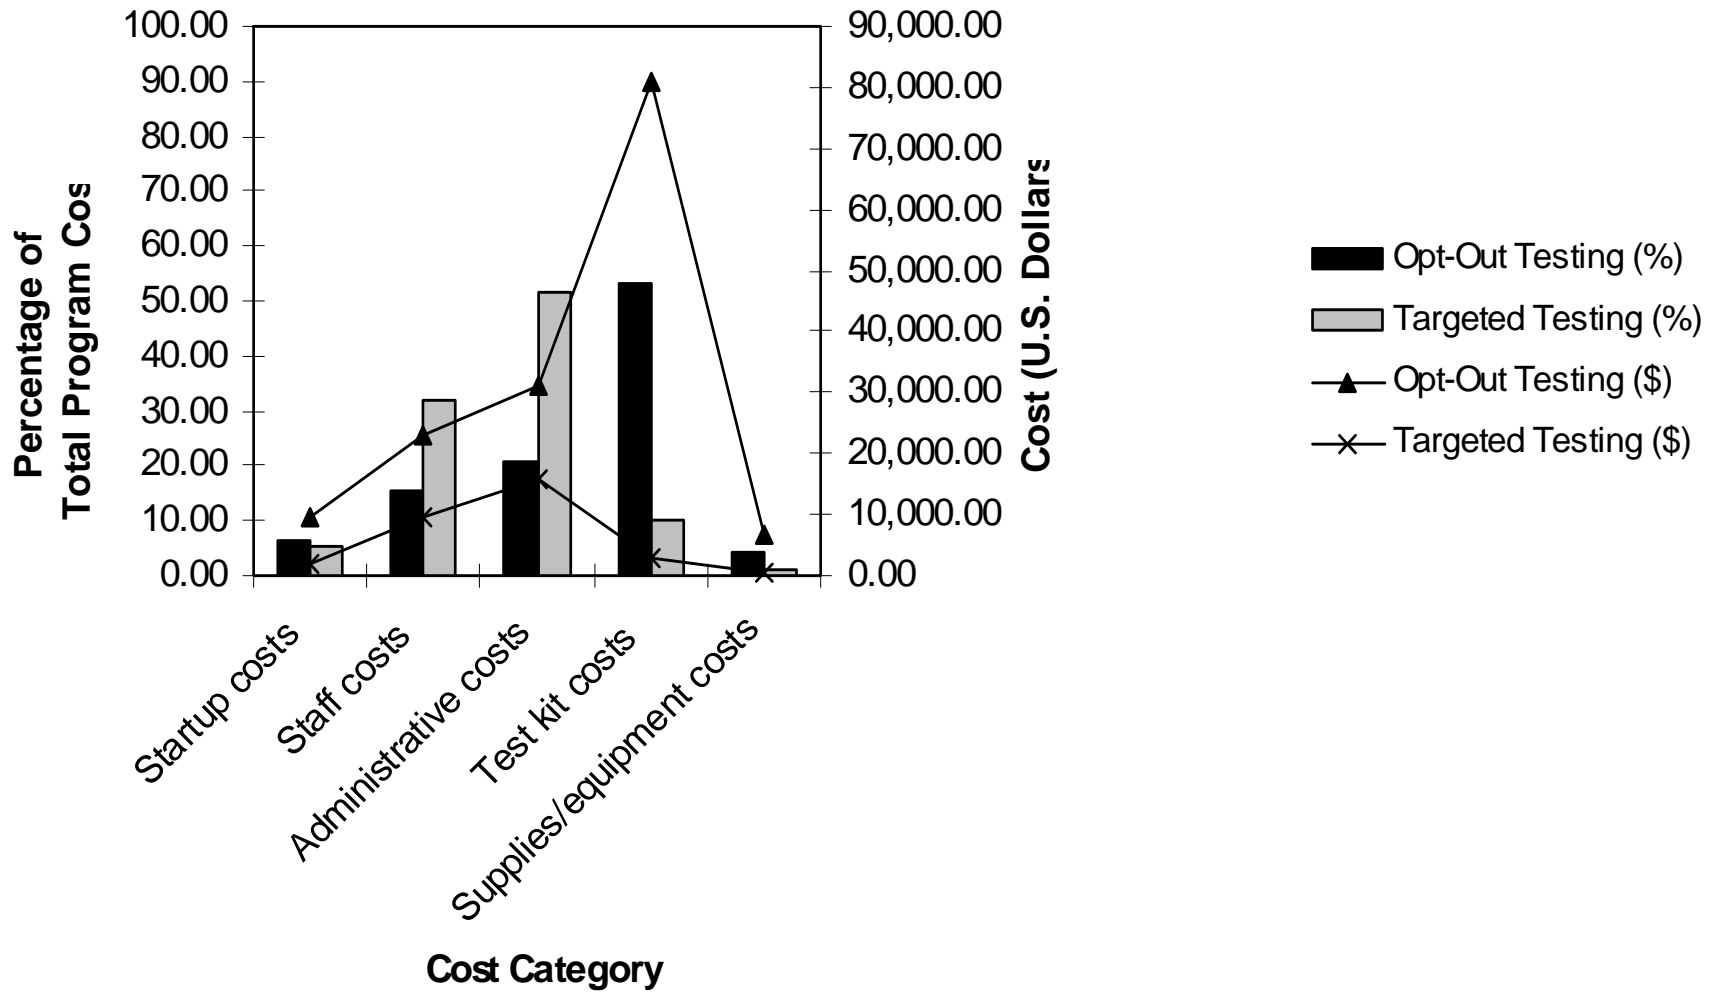 100.00
90.00
80.00
70.00
60.00
50.00
40.00
30.00
20.00
10.00
0.00
Percentage of
Total Program Cos
90,000.00
80,000.00
70,000.00
60,000.00
50,000.00
40,000.00
30,000.00
20,000.00
10,000.00
0.00
Cost (U.S. Dollars
Opt-Out Testing (%)
Targeted Testing (%)
Opt-Out Testing ($)
Targeted Testing ($)
Startup costs
Staff costs
Administrative costs
Test kit costs
Supplies/equipment costs
Cost Category